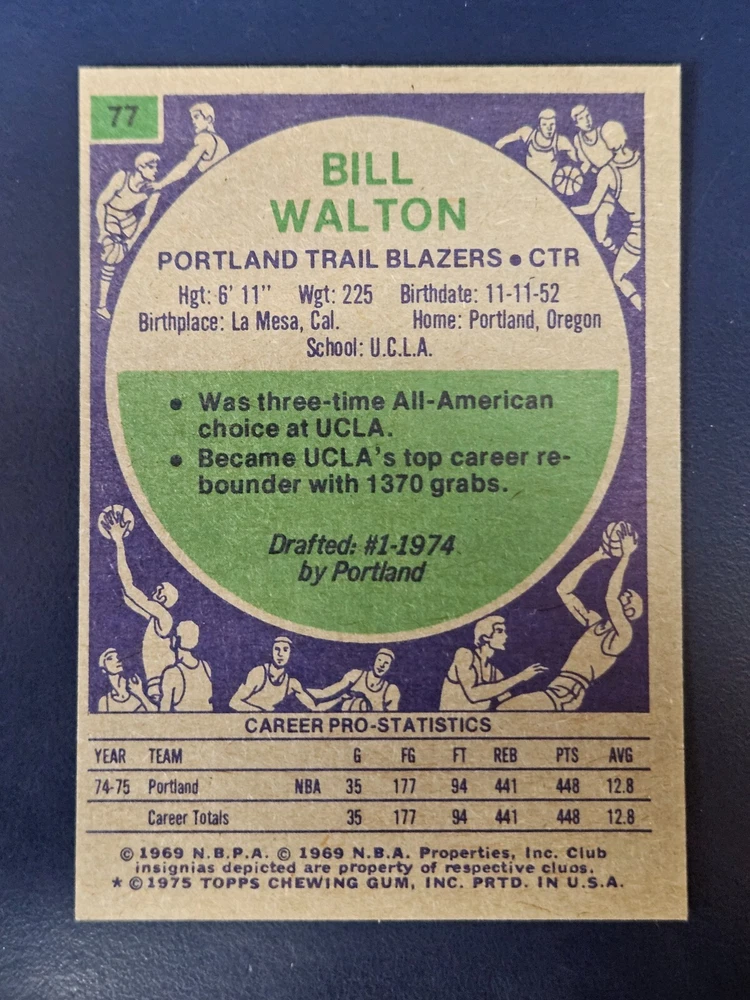 77
BILL
WALTON
PORTLAND TRAIL BLAZERS • CTR
Hgt: 6' 11" Wgt: 225 Birthdate: 11-11-52
Birthplace: La Mesa, Cal. Home: Portland, Oregon
School: U.C.L.A.
• Was three-time All-American
choice at UCLA.
• Became UCLA's top career re-
bounder with 1370 grabs.
Drafted: #1-1974
by Portland
CAREER PRO-STATISTICS
YEAR TEAM G FG FT REB PTS AVG
74-75 Portland NBA 35 177 94 441 448 12.8
Career Totals 35 177 94 441 448 12.8
© 1969 N.B.P.A. © 1969 N.B.A. Properties, Inc. Club
insignias depicted are property of respective clubs.
* © 1975 TOPPS CHEWING GUM, INC. PRTD. IN U.S.A.